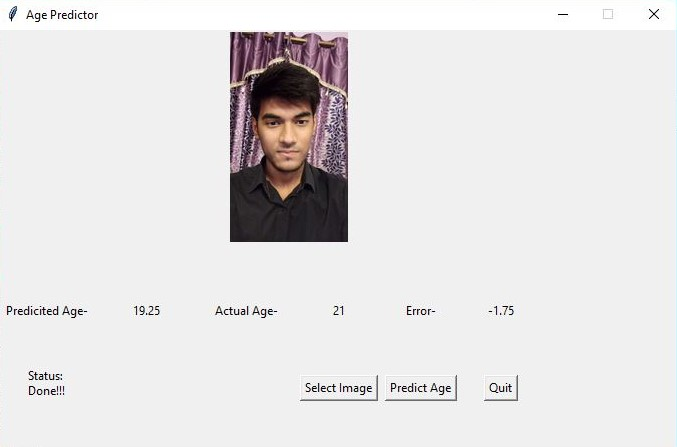 Age Predictor
Predicited Age- 19.25 Actual Age- 21 Error- -1.75
Status:
Done!!!
Select Image Predict Age Quit